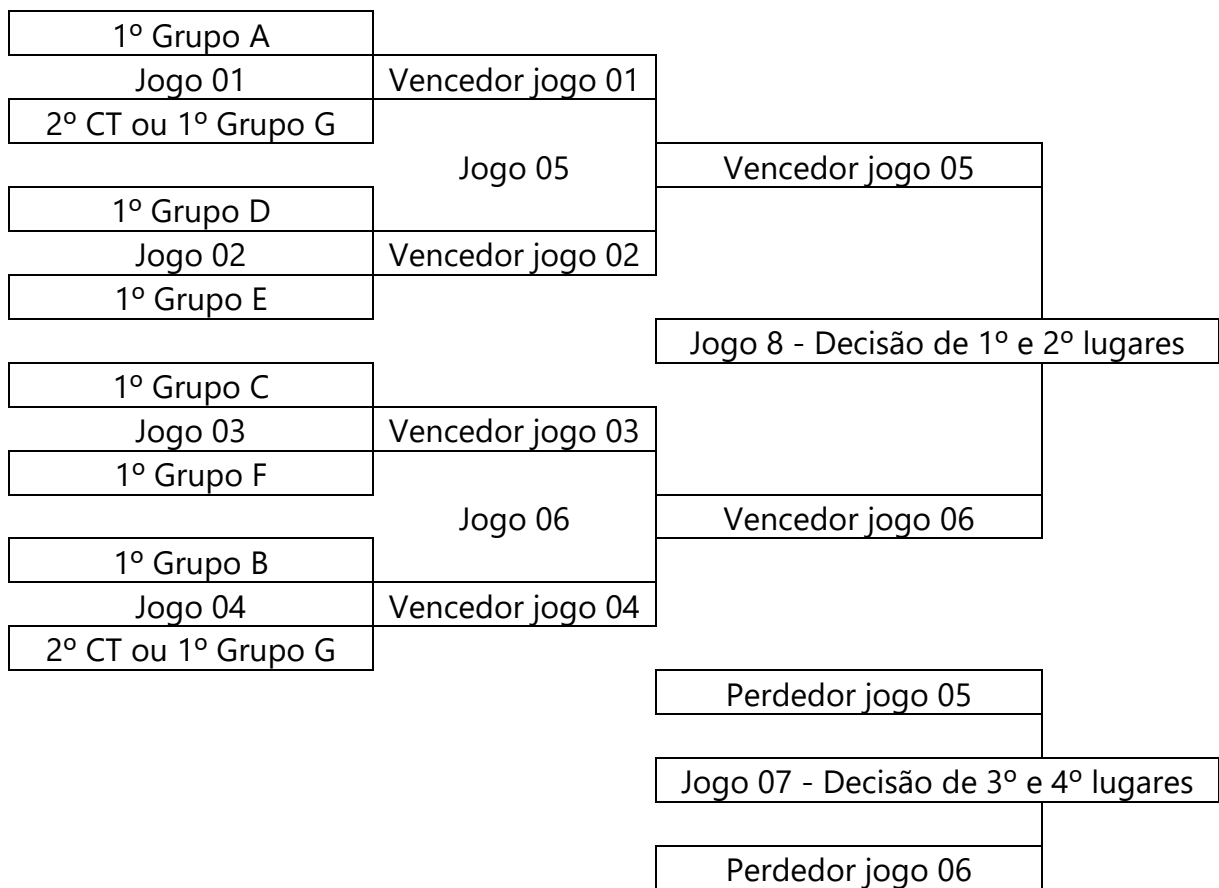 1º Grupo A
Jogo 01
Vencedor jogo 01
2º CT ou 1º Grupo G
Jogo 05
Vencedor jogo 05
1º Grupo D
Jogo 02
Vencedor jogo 02
1º Grupo E
Jogo 8 - Decisão de 1º e 2º lugares
1º Grupo C
Jogo 03
Vencedor jogo 03
1º Grupo F
Jogo 06
Vencedor jogo 06
1º Grupo B
Jogo 04
Vencedor jogo 04
2º CT ou 1º Grupo G
Perdedor jogo 05
Jogo 07 - Decisão de 3º e 4º lugares
Perdedor jogo 06